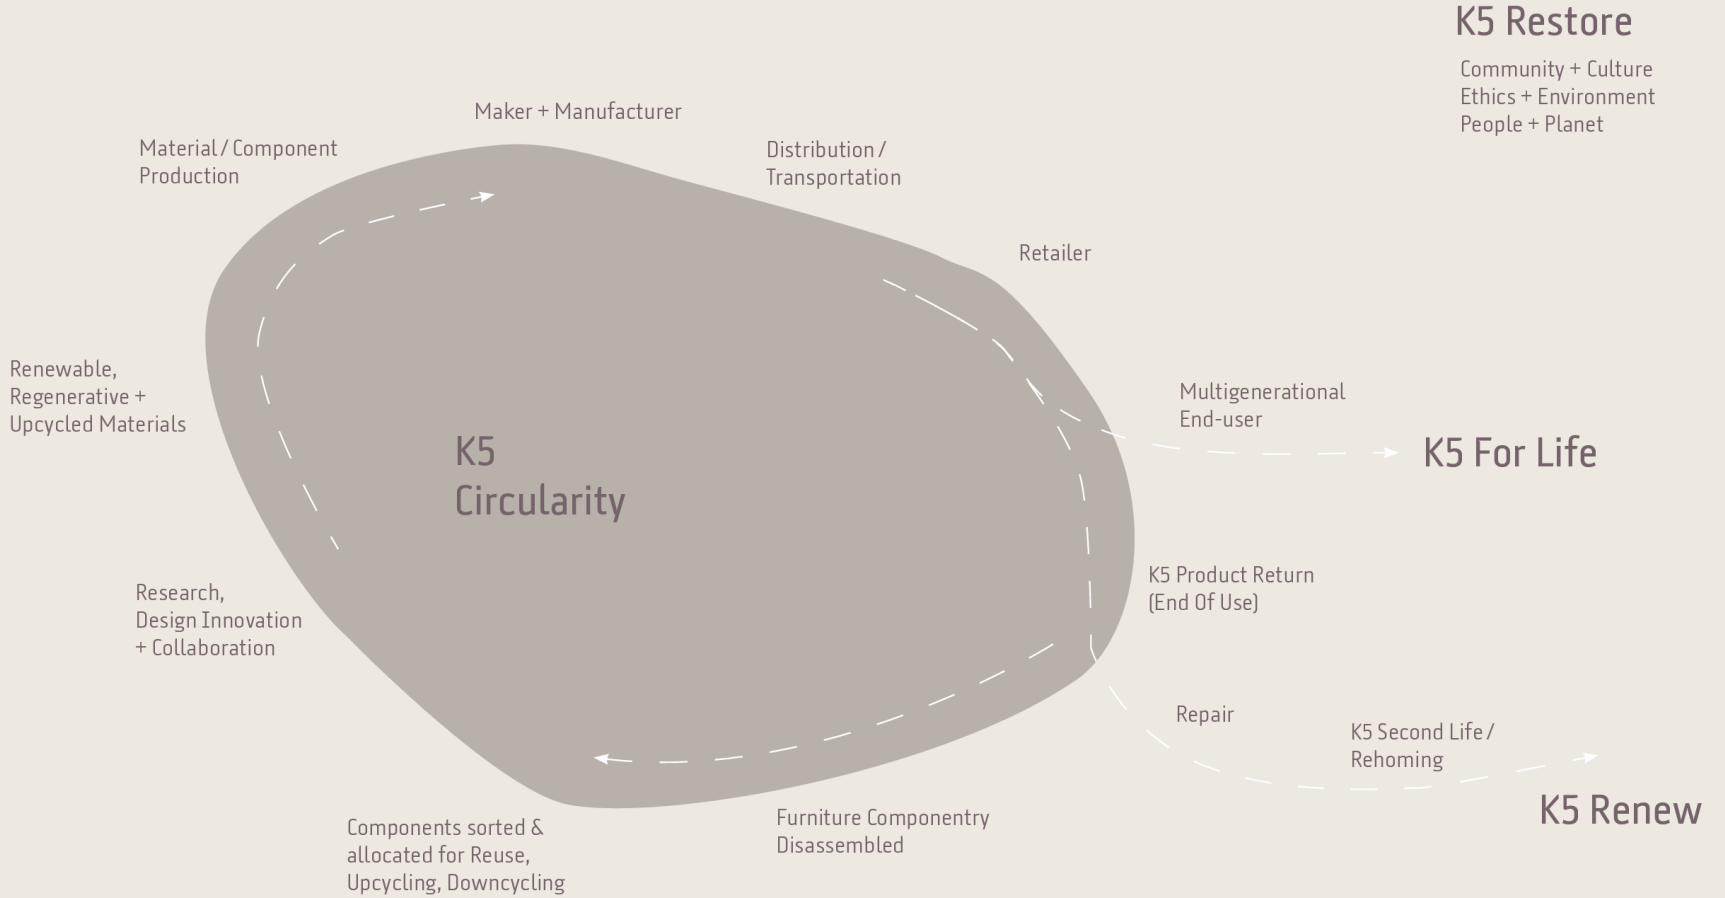 K5 Restore
Community + Culture
Ethics + Environment
People + Planet
Maker + Manufacturer
Material / Component
Production
Distribution /
Transportation
Retailer
Renewable,
Regenerative +
Upcycled Materials
Multigenerational
End-user
K5 For Life
K5
Circularity
K5 Product Return
(End Of Use)
Research,
Design Innovation
+ Collaboration
Repair
K5 Second Life /
Rehoming
K5 Renew
Furniture Componentry
Disassembled
Components sorted &
allocated for Reuse,
Upcycling, Downcycling